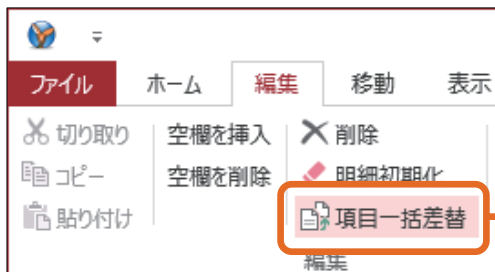 ファイル ホーム 編集 移動 表示
切り取り 空欄を挿入 削除
コピー 空欄を削除 明細初期化
貼り付け 項目一括差替
編集